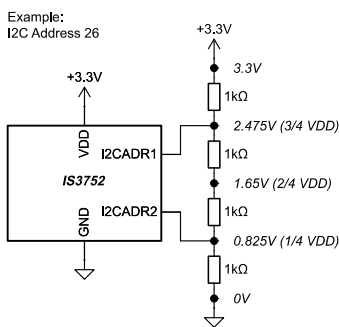 Example:
I2C Address 26
+3.3V
3.3V
+3.3V
1kΩ
2.475V (3/4 VDD)
VDD
I2CADR1
1kΩ
IS3752
1.65V (2/4 VDD)
I2CADR2
1kΩ
GND
0.825V (1/4 VDD)
1kΩ
0V